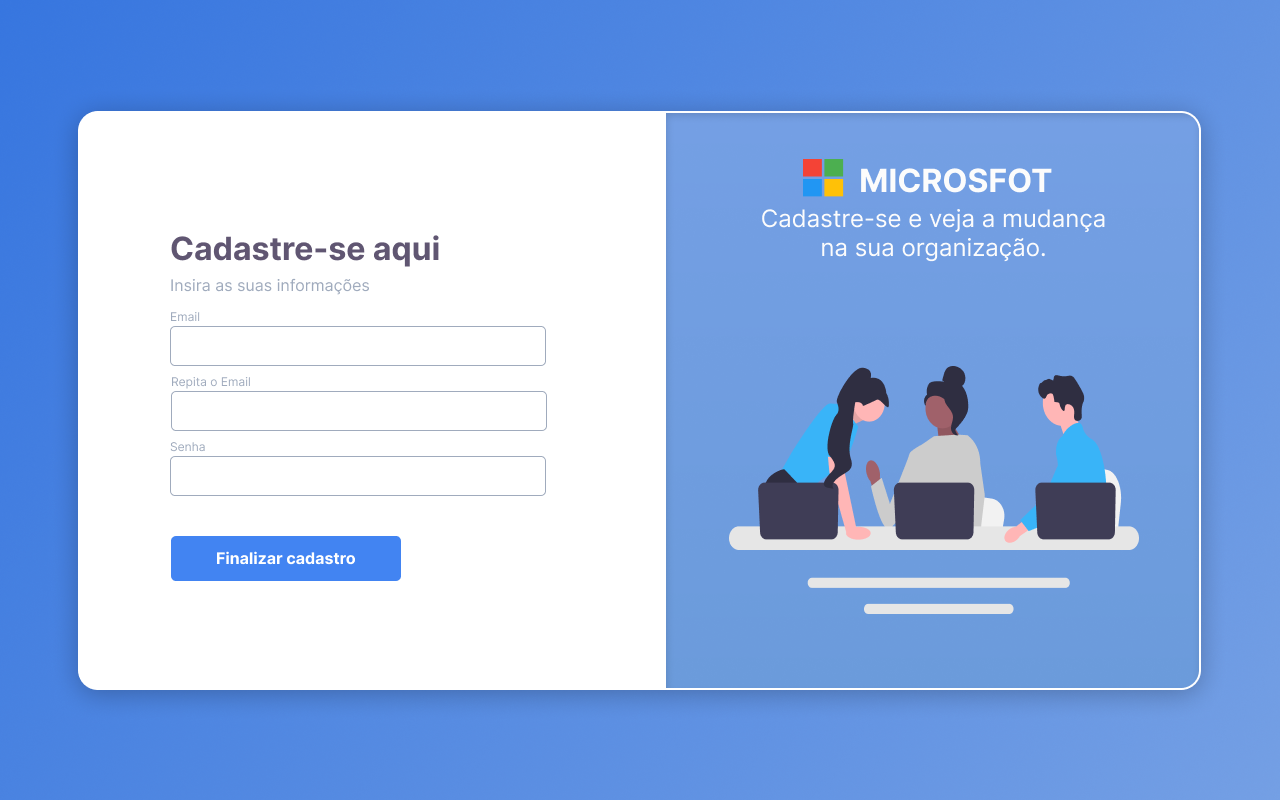 Cadastre-se aqui
Insira as suas informações
Email
Repita o Email
Senha
Finalizar cadastro
MICROSFOT
Cadastre-se e veja a mudança
na sua organização.